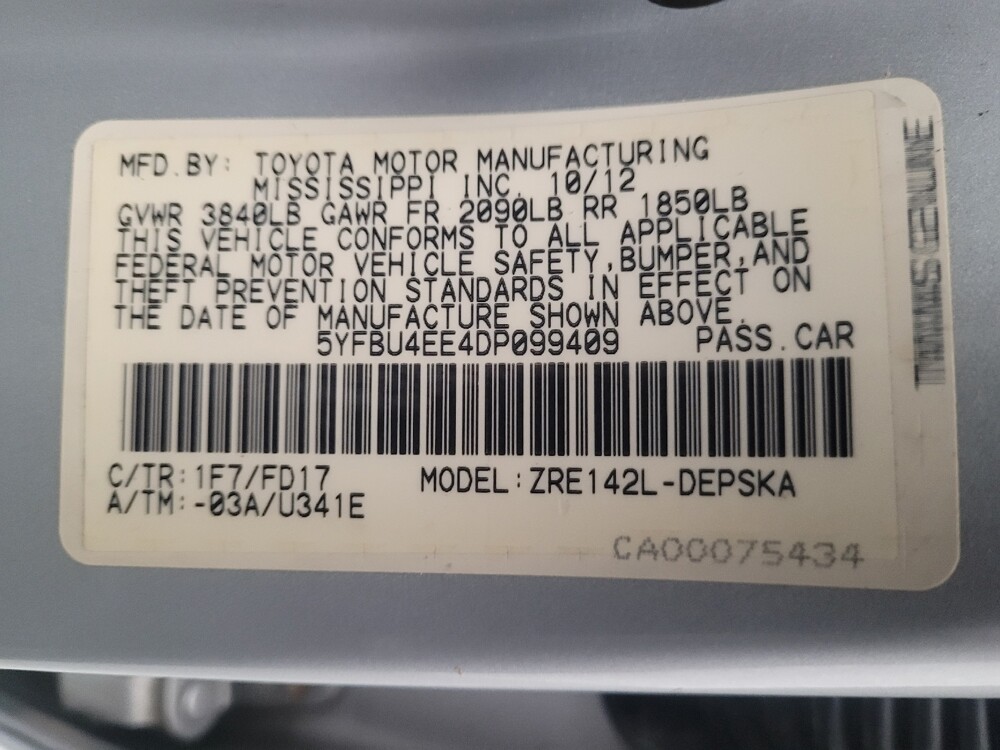 MFD.BY: TOYOTA MOTOR MANUFACTURING
MISSISSIPPI INC. 10/12
GVWR 3840LB GAWR FR 2090LB RR 1850LB
THIS VEHICLE CONFORMS TO ALL APPLICABLE
FEDERAL MOTOR VEHICLE SAFETY,BUMPER,AND
THEFT PREVENTION STANDARDS IN EFFECT ON
THE DATE OF MANUFACTURE SHOWN ABOVE.
5YFBU4EE4DP099409 PASS.CAR
C/TR:1F7/FD17 MODEL:ZRE142L-DEPSKA
A/TM:-03A/U341E
CA00075434